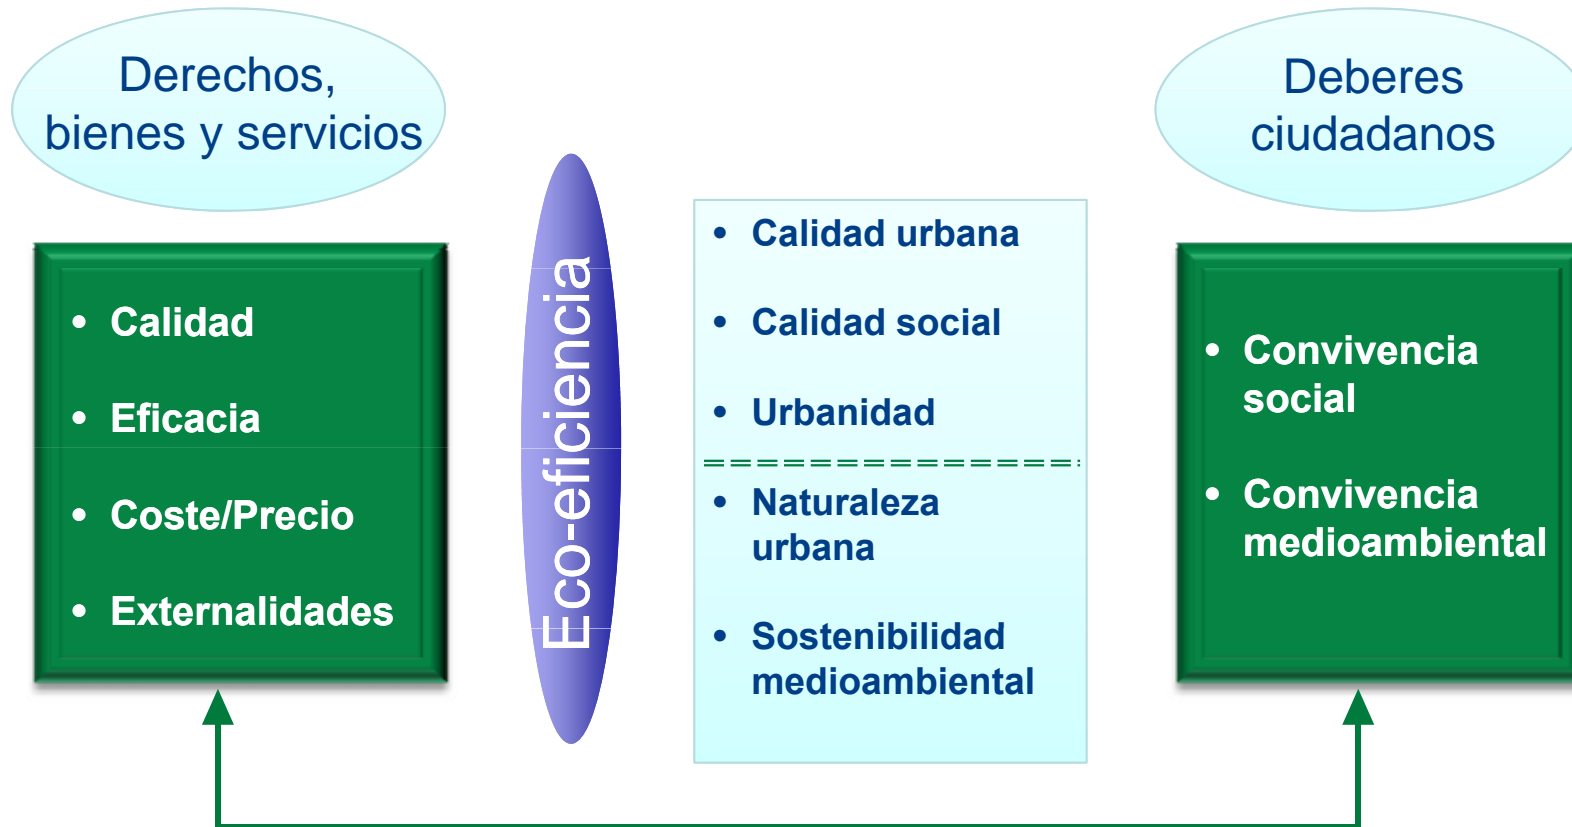 Derechos,
bienes y servicios
• Calidad
• Eficacia
• Coste/Precio
• Externalidades
Eco-eficiencia
• Calidad urbana
• Calidad social
• Urbanidad
• Naturaleza
urbana
• Sostenibilidad
medioambiental
Deberes
ciudadanos
• Convivencia
social
• Convivencia
medioambiental